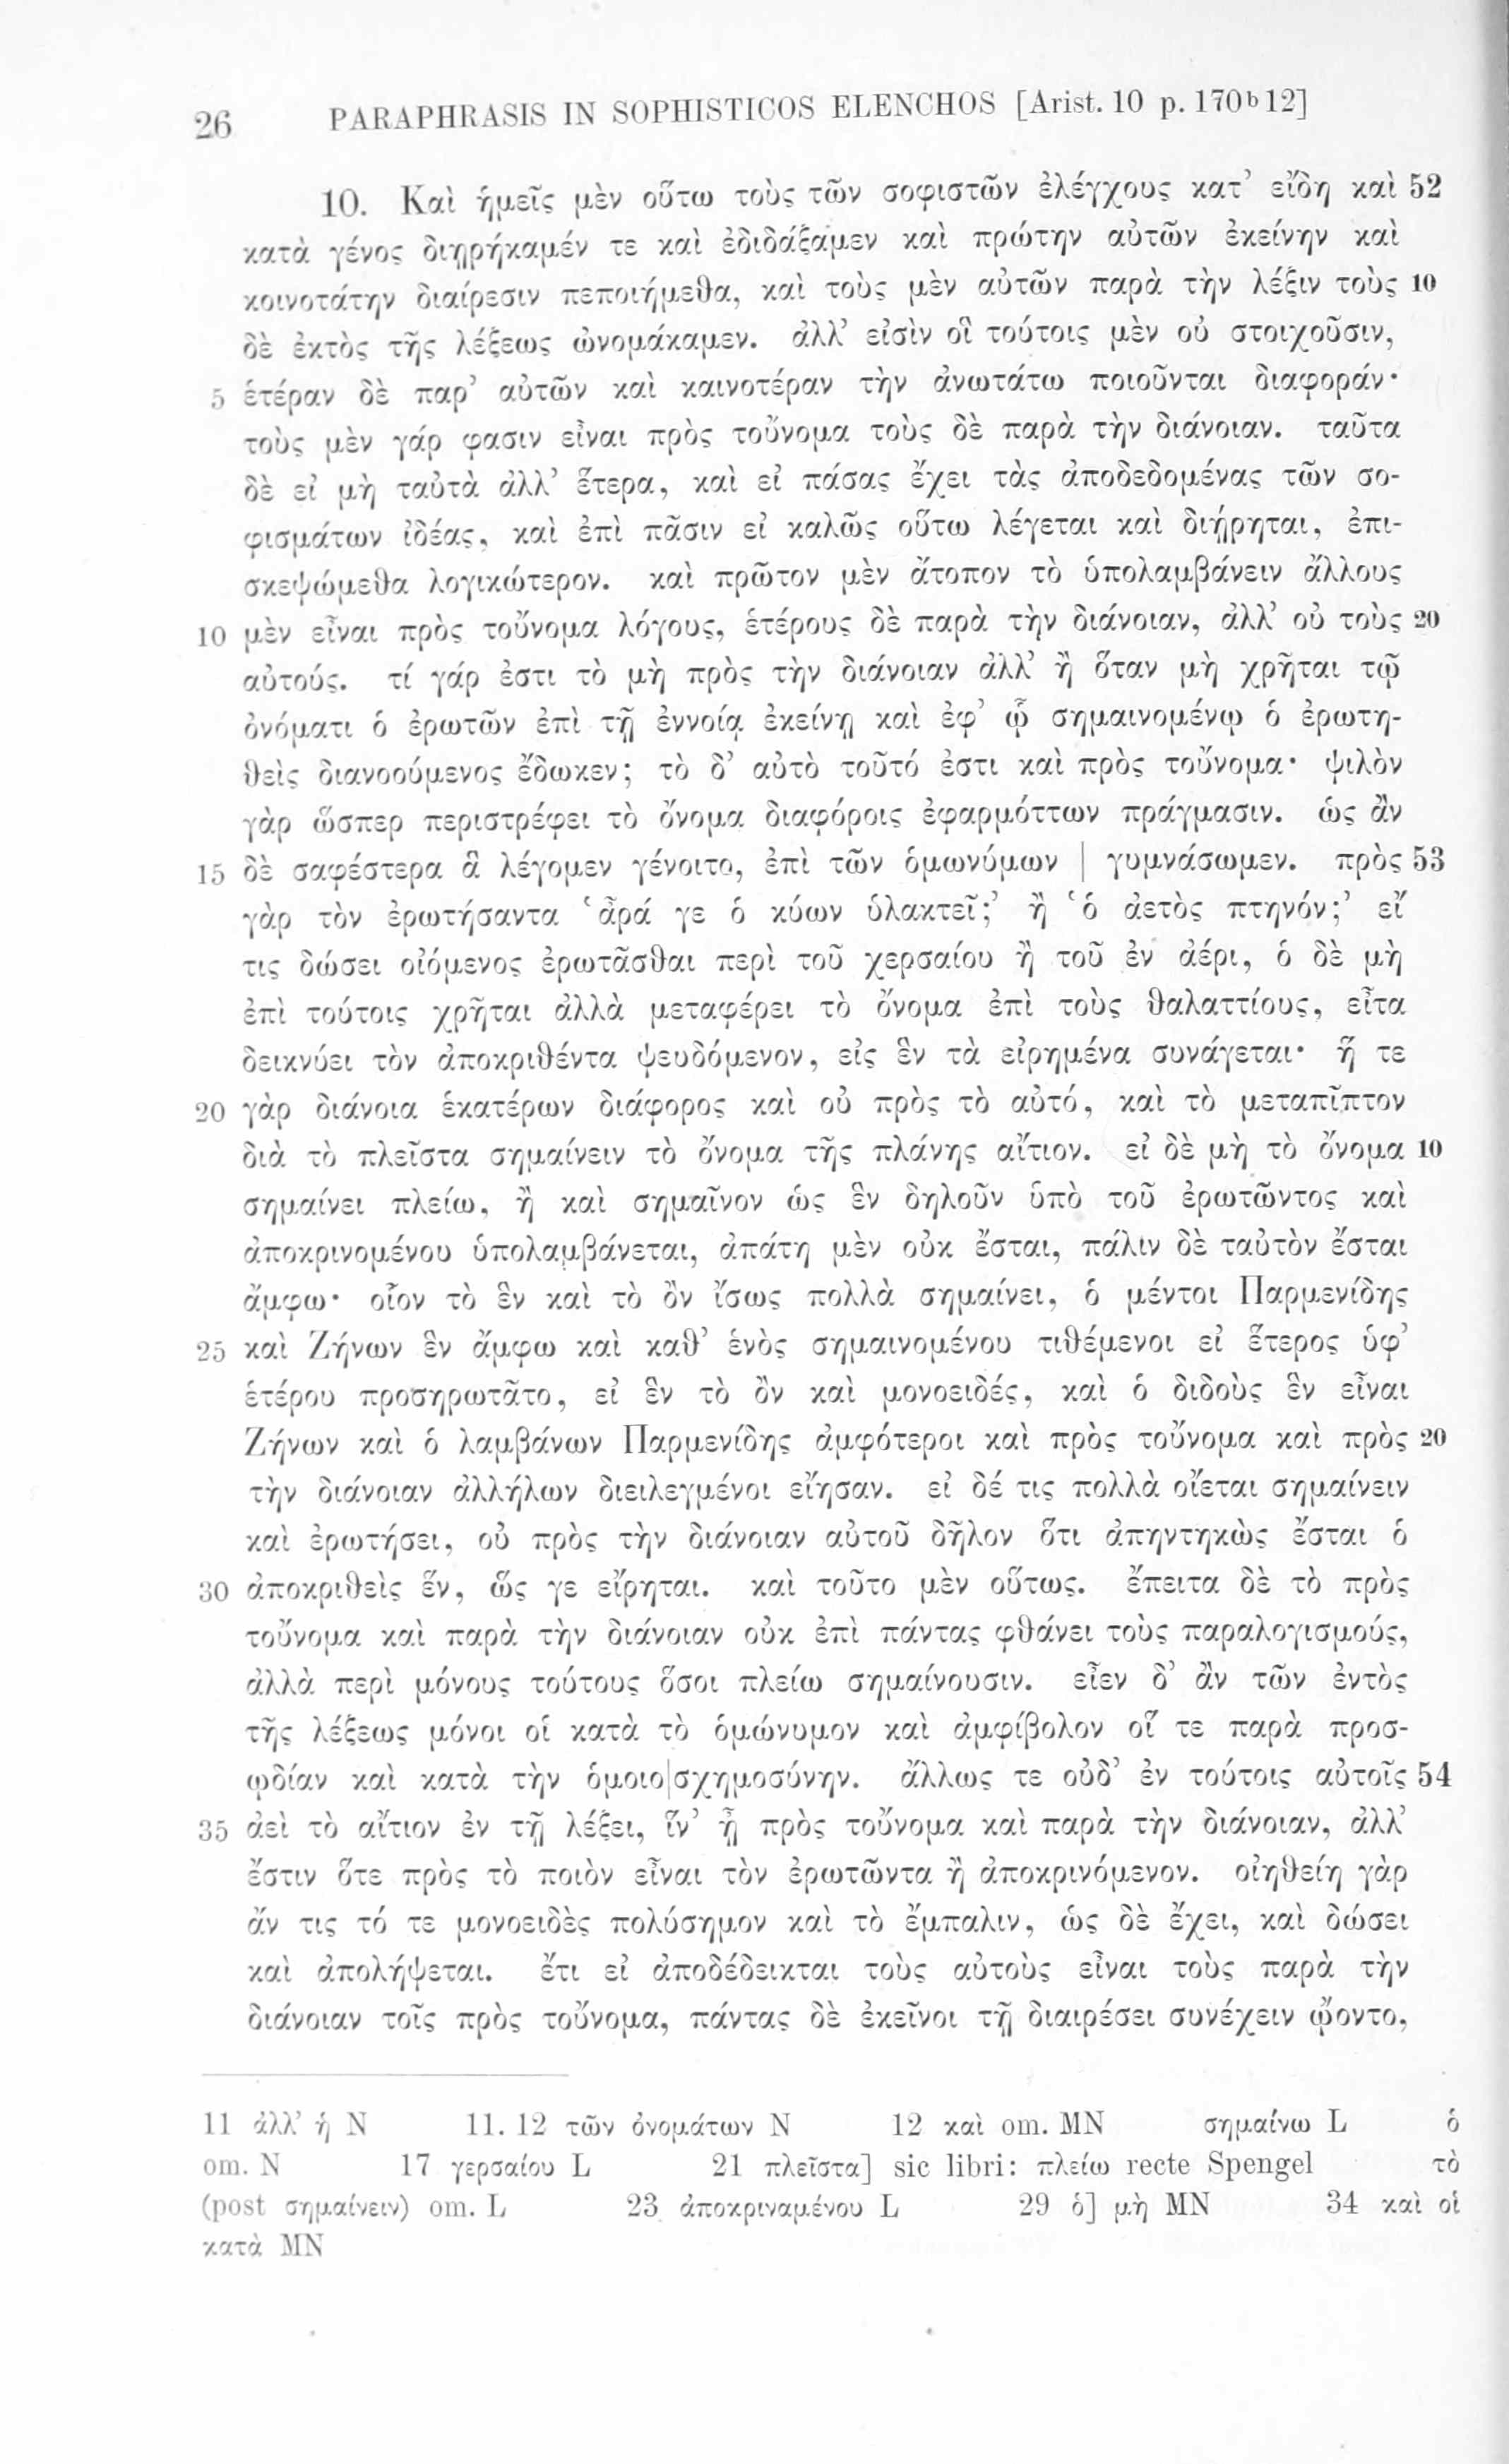 26 PARAPHRASIS IN SOPHISTICOS ELENCHOS [Arist. 10 p. 170b12]
10. Καὶ ἡμεῖς μὲν οὕτω τοὺς τῶν σοφιστῶν ἐλέγχους κατ’ εἴδη καὶ 52
κατὰ γένος διῃρήκαμέν τε καὶ ἐδιδάξαμεν καὶ πρώτην αὐτῶν ἐκείνην καὶ
κοινοτάτην διαίρεσιν πεποιήμεθα, καὶ τοὺς μὲν αὐτῶν παρὰ τὴν λέξιν τοὺς 10
δὲ ἐκτὸς τῆς λέξεως ὠνομάκαμεν. ἀλλ’ εἰσὶν οἳ τούτοις μὲν οὐ στοιχοῦσιν,
5 ἑτέραν δὲ παρ’ αὐτῶν καὶ καινοτέραν τὴν ἀνωτάτω ποιοῦνται διαφοράν·
τοὺς μὲν γάρ φασιν εἶναι πρὸς τοὔνομα τοὺς δὲ παρὰ τὴν διάνοιαν. ταῦτα
δὲ εἰ μὴ ταὐτὰ ἀλλ’ ἕτερα, καὶ εἰ πάσας ἔχει τὰς ἀποδεδομένας τῶν σο-
φισμάτων ἰδέας, καὶ ἐπὶ πᾶσιν εἰ καλῶς οὕτω λέγεται καὶ διῄρηται, ἐπι-
σκεψώμεθα λογικώτερον. καὶ πρῶτον μὲν ἄτοπον τὸ ὑπολαμβάνειν ἄλλους
10 μὲν εἶναι πρὸς τοὔνομα λόγους, ἑτέρους δὲ παρὰ τὴν διάνοιαν, ἀλλ’ οὐ τοὺς 20
αὐτούς. τί γάρ ἐστι τὸ μὴ πρὸς τὴν διάνοιαν ἀλλ’ ἢ ὅταν μὴ χρῆται τῷ
ὀνόματι ὁ ἐρωτῶν ἐπὶ τῇ ἐννοίᾳ ἐκείνῃ καὶ ἐφ’ ᾧ σημαινομένῳ ὁ ἐρωτη-
θεὶς διανοούμενος ἔδωκεν; τὸ δ’ αὐτὸ τοῦτό ἐστι καὶ πρὸς τοὔνομα· ψιλὸν
γὰρ ὥσπερ περιστρέφει τὸ ὄνομα διαφόροις ἐφαρμόττων πράγμασιν. ὡς ἂν
15 δὲ σαφέστερα ἃ λέγομεν γένοιτο, ἐπὶ τῶν ὁμωνύμων | γυμνάσωμεν. πρὸς 53
γὰρ τὸν ἐρωτήσαντα ‘ἆρά γε ὁ κύων ὑλακτεῖ;’ ἢ ‘ὁ ἀετὸς πτηνόν;’ εἴ
τις δώσει οἰόμενος ἐρωτᾶσθαι περὶ τοῦ χερσαίου ἢ τοῦ ἐν ἀέρι, ὁ δὲ μὴ
ἐπὶ τούτοις χρῆται ἀλλὰ μεταφέρει τὸ ὄνομα ἐπὶ τοὺς θαλαττίους, εἶτα
δεικνύει τὸν ἀποκριθέντα ψευδόμενον, εἰς ἓν τὰ εἰρημένα συνάγεται· ἥ τε
20 γὰρ διάνοια ἑκατέρων διάφορος καὶ οὐ πρὸς τὸ αὐτό, καὶ τὸ μεταπῖπτον
διὰ τὸ πλεῖστα σημαίνειν τὸ ὄνομα τῆς πλάνης αἴτιον. εἰ δὲ μὴ τὸ ὄνομα 10
σημαίνει πλείω, ἢ καὶ σημαῖνον ὡς ἓν δηλοῦν ὑπὸ τοῦ ἐρωτῶντος καὶ
ἀποκρινομένου ὑπολαμβάνεται, ἀπάτη μὲν οὐκ ἔσται, πάλιν δὲ ταὐτὸν ἔσται
ἄμφω· οἷον τὸ ἓν καὶ τὸ ὂν ἴσως πολλὰ σημαίνει, ὁ μέντοι Παρμενίδης
25 καὶ Ζήνων ἓν ἄμφω καὶ καθ’ ἑνὸς σημαινομένου τιθέμενοι εἰ ἕτερος ὑφ’
ἑτέρου προσηρωτᾶτο, εἰ ἓν τὸ ὂν καὶ μονοειδές, καὶ ὁ διδοὺς ἓν εἶναι
Ζήνων καὶ ὁ λαμβάνων Παρμενίδης ἀμφότεροι καὶ πρὸς τοὔνομα καὶ πρὸς 20
τὴν διάνοιαν ἀλλήλων διειλεγμένοι εἴησαν. εἰ δέ τις πολλὰ οἴεται σημαίνειν
καὶ ἐρωτήσει, οὐ πρὸς τὴν διάνοιαν αὐτοῦ δῆλον ὅτι ἀπηντηκὼς ἔσται ὁ
30 ἀποκριθεὶς ἕν, ὥς γε εἴρηται. καὶ τοῦτο μὲν οὕτως. ἔπειτα δὲ τὸ πρὸς
τοὔνομα καὶ παρὰ τὴν διάνοιαν οὐκ ἐπὶ πάντας φθάνει τοὺς παραλογισμούς,
ἀλλὰ περὶ μόνους τούτους ὅσοι πλείω σημαίνουσιν. εἶεν δ’ ἂν τῶν ἐντὸς
τῆς λέξεως μόνοι οἱ κατὰ τὸ ὁμώνυμον καὶ ἀμφίβολον οἵ τε παρὰ προσ-
ῳδίαν καὶ κατὰ τὴν ὁμοιο|σχημοσύνην. ἄλλως τε οὐδ’ ἐν τούτοις αὐτοῖς 54
35 ἀεὶ τὸ αἴτιον ἐν τῇ λέξει, ἵν’ ᾖ πρὸς τοὔνομα καὶ παρὰ τὴν διάνοιαν, ἀλλ’
ἔστιν ὅτε πρὸς τὸ ποιὸν εἶναι τὸν ἐρωτῶντα ἢ ἀποκρινόμενον. οἰηθείη γὰρ
ἄν τις τό τε μονοειδὲς πολύσημον καὶ τὸ ἔμπαλιν, ὡς δὲ ἔχει, καὶ δώσει
καὶ ἀπολήψεται. ἔτι εἰ ἀποδέδεικται τοὺς αὐτοὺς εἶναι τοὺς παρὰ τὴν
διάνοιαν τοῖς πρὸς τοὔνομα, πάντας δὲ ἐκεῖνοι τῇ διαιρέσει συνέχειν ᾤοντο,
11 ἀλλ’ ἡ N 11. 12 τῶν ὀνομάτων N 12 καὶ om. MN σημαίνω L ὁ
om. N 17 γερσαίου L 21 πλεῖστα] sic libri: πλείω recte Spengel τὸ
(post σημαίνειν) om. L 23 ἀποκριναμένου L 29 ὁ] μὴ MN 34 καὶ οἱ
κατὰ MN